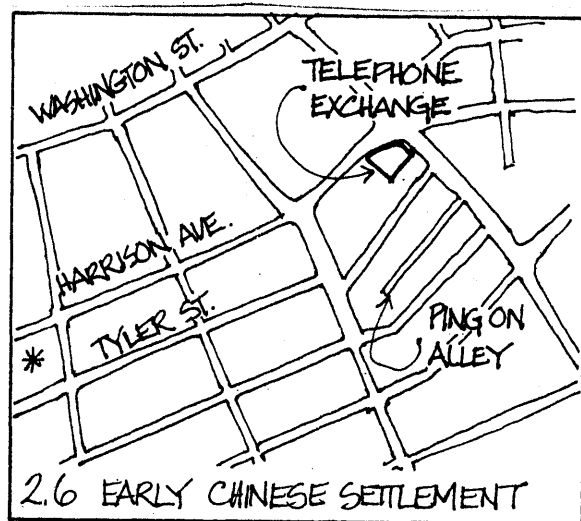 WASHINGTON ST.
TELEPHONE
EXCHANGE
HARRISON AVE.
TYLER ST.
*
PING ON
ALLEY
2.6 EARLY CHINESE SETTLEMENT